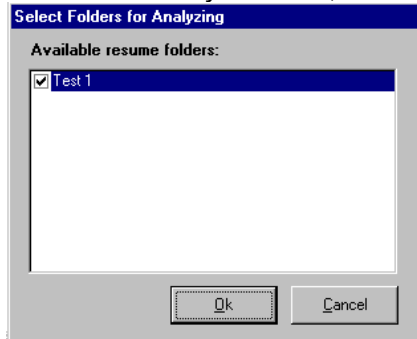 Select Folders for Analyzing
Available resume folders:
Test 1
Ok
Cancel